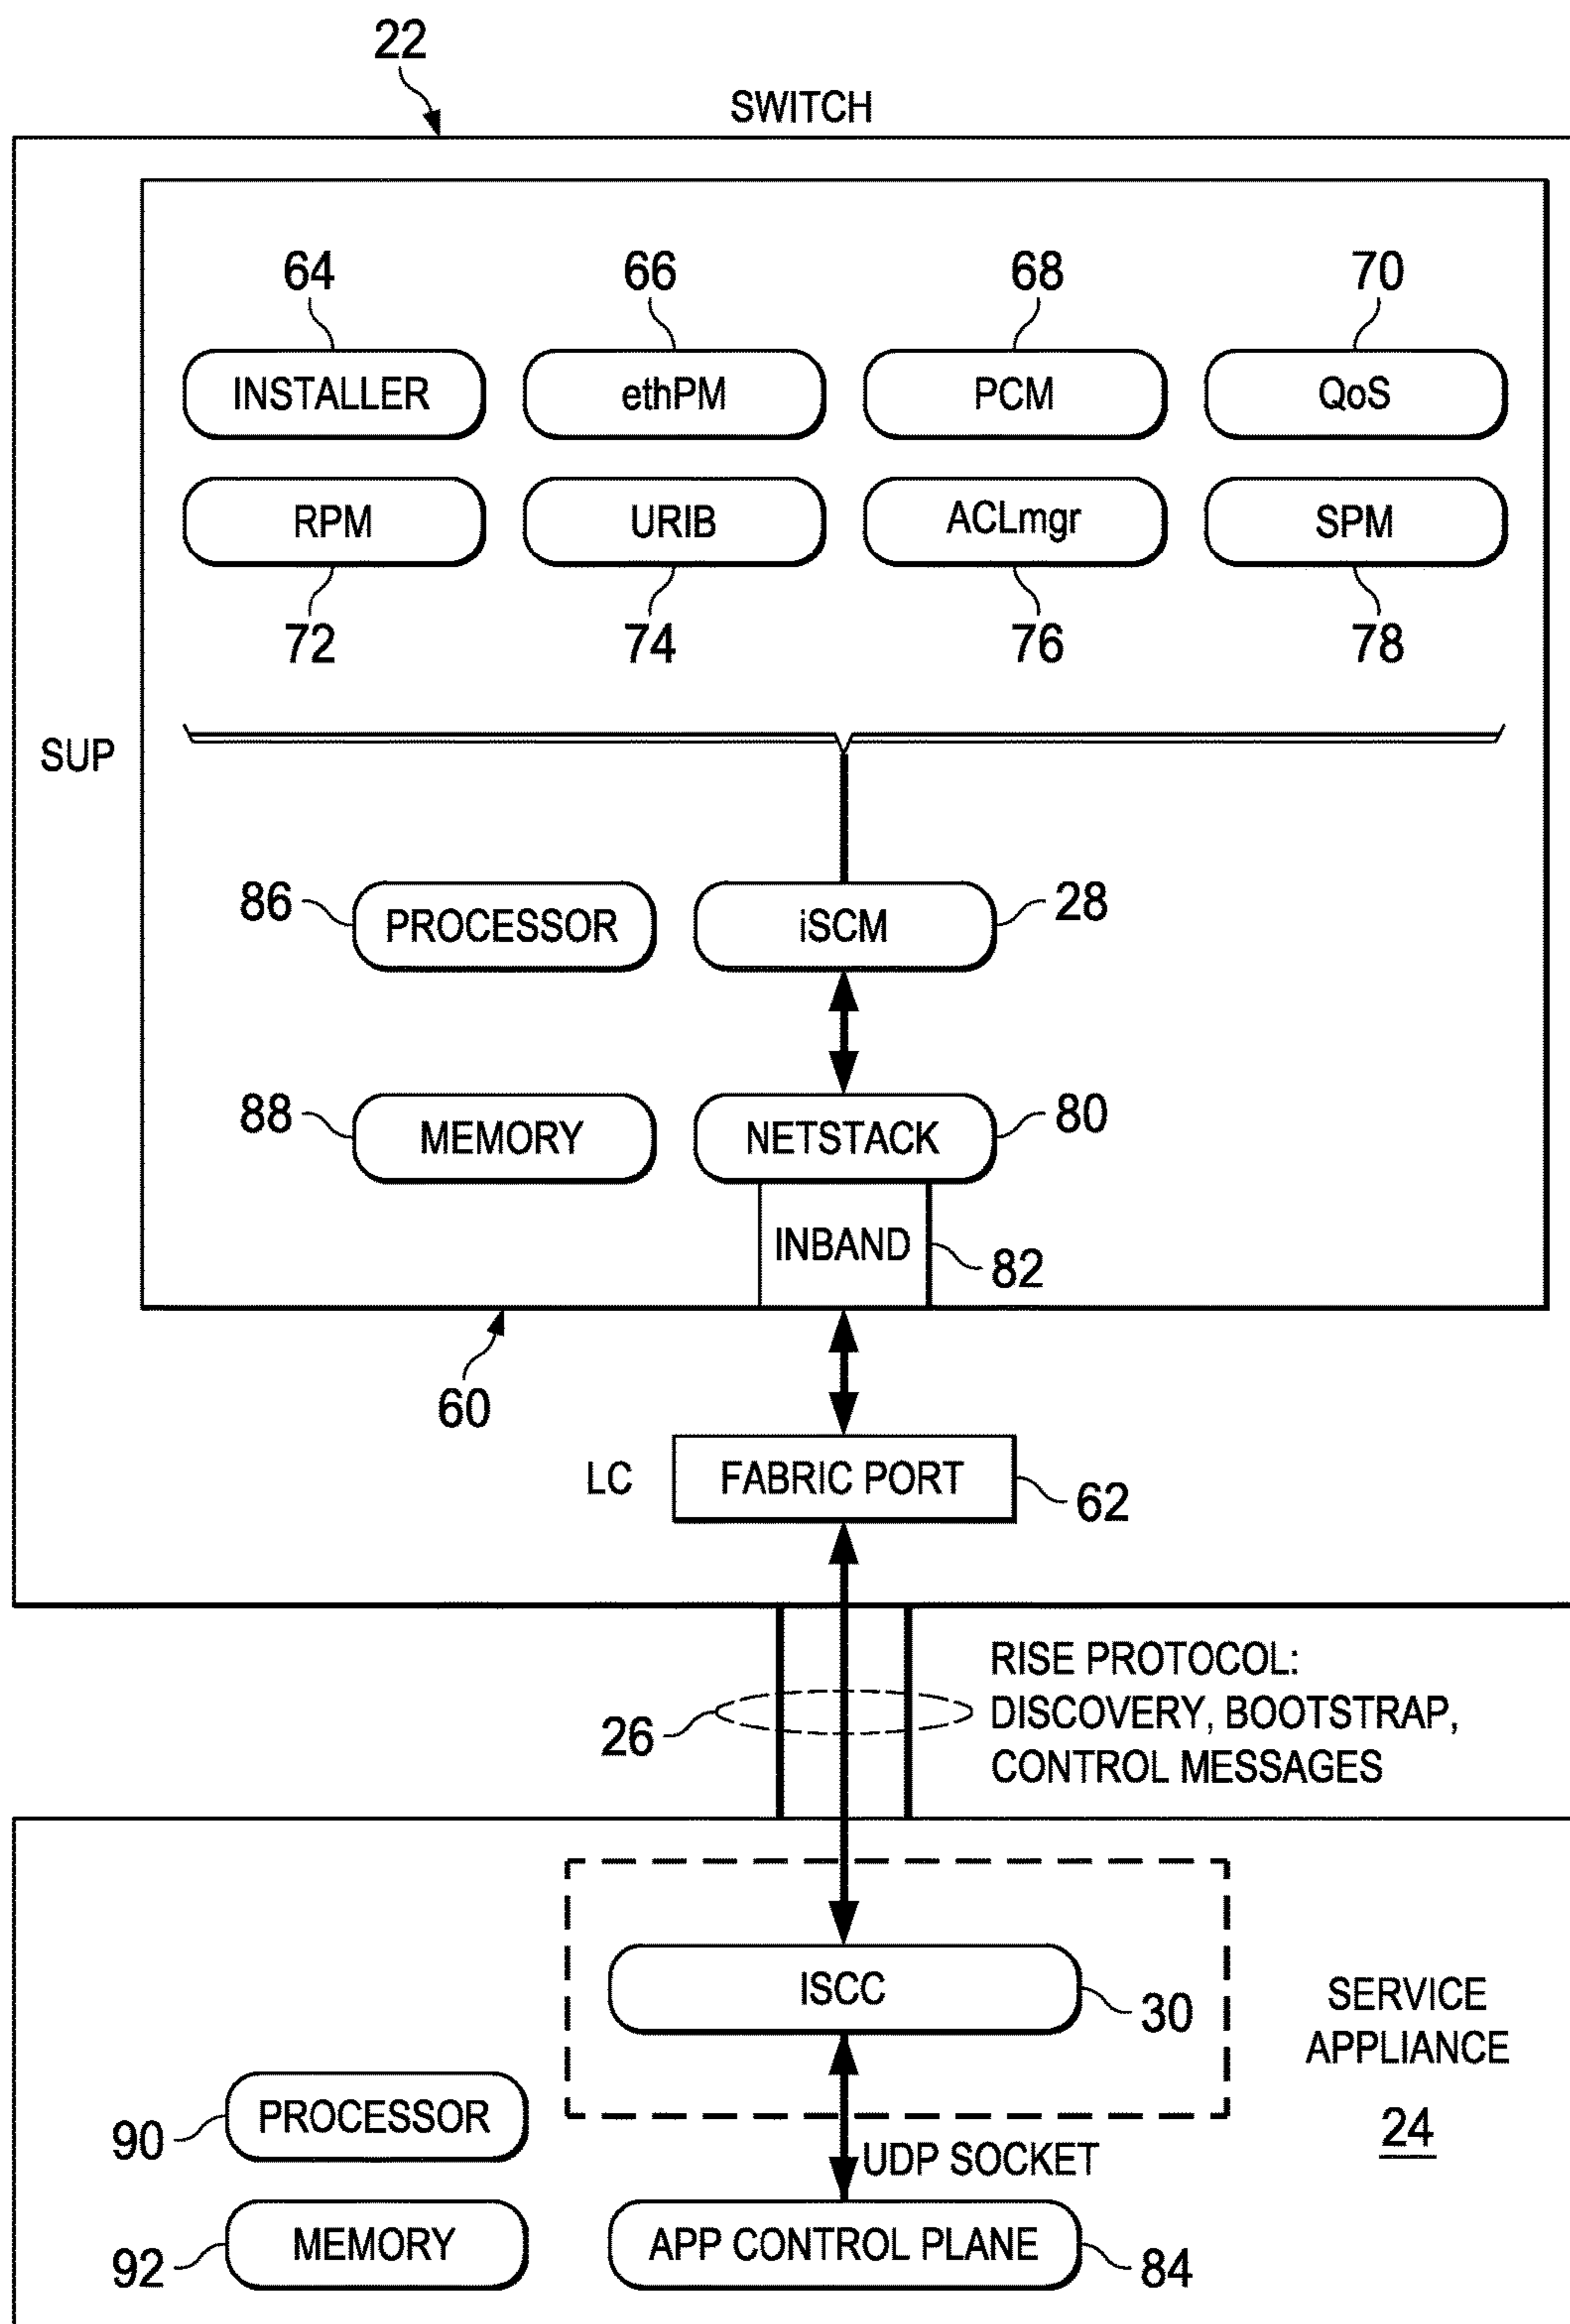 22
SWITCH
64
66
68
70
INSTALLER
ethPM
PCM
QoS
RPM
URIB
ACLmgr
SPM
72
74
76
78
SUP
86
PROCESSOR
iSCM
28
88
MEMORY
NETSTACK
80
INBAND
82
60
LC
FABRIC PORT
62
RISE PROTOCOL:
DISCOVERY, BOOTSTRAP,
CONTROL MESSAGES
26
ISCC
30
SERVICE
APPLIANCE
24
90
PROCESSOR
UDP SOCKET
92
MEMORY
APP CONTROL PLANE
84